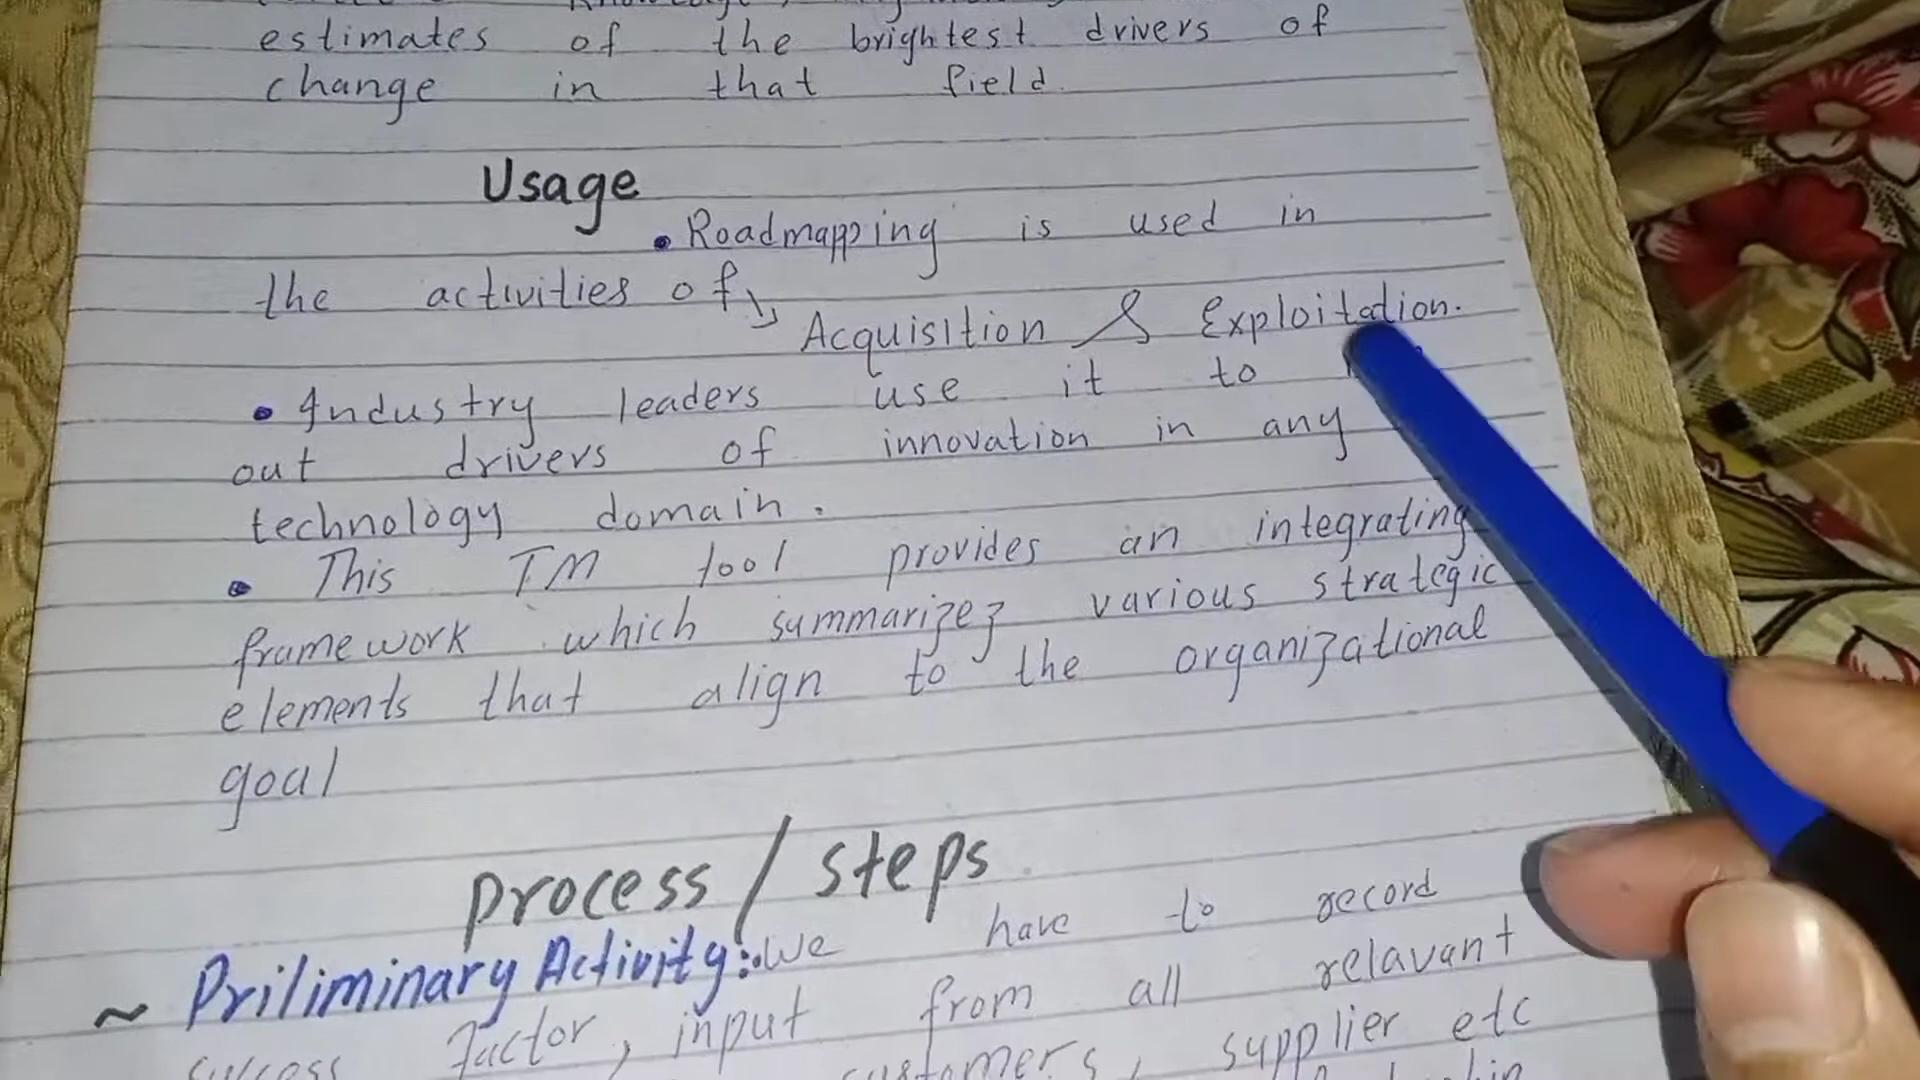 estimates of the brightest drivers of
change in that field.
Usage
• Roadmapping is used in
the activities of
Acquisition & Exploitation.
• Industry leaders use it to
out drivers of innovation in any
technology domain.
• This TM tool provides an integrating
framework which summarizez various strategic
elements that align to the organizational
goal
Process / steps
~ Priliminary Activity:. We have to record
success factor, input from all relavant
customers, supplier etc